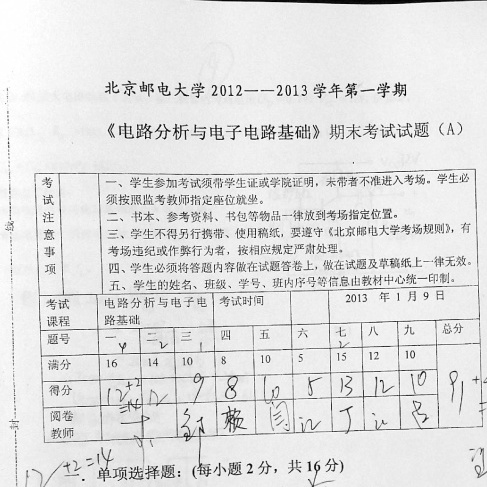 北京邮电大学 2012——2013 学年第一学期
《电路分析与电子电路基础》期末考试试题（A）
考试注意事项
一、学生参加考试须带学生证或学院证明，未带者不准进入考场。学生必
须按照监考教师指定座位就坐。
二、书本、参考资料、书包等物品一律放到考场指定位置。
三、学生不得另行携带、使用稿纸，要遵守《北京邮电大学考场规则》，有
考场违纪或作弊行为者，按相应规定严肃处理。
四、学生必须将答题内容做在试题答卷上，做在试题及草稿纸上一律无效。
五、学生的姓名、班级、学号、班内序号等信息由教材中心统一印制。
考试课程 电路分析与电子电路基础 考试时间 2013 年 1 月 9 日
题号 一 二 三 四 五 六 七 八 九 总分
满分 16 14 10 8 10 5 15 12 10
得分 12+2=14 12 9 8 10 5 13 12 10 91
阅卷教师
12+2=14
一、单项选择题：(每小题 2 分，共 16 分)